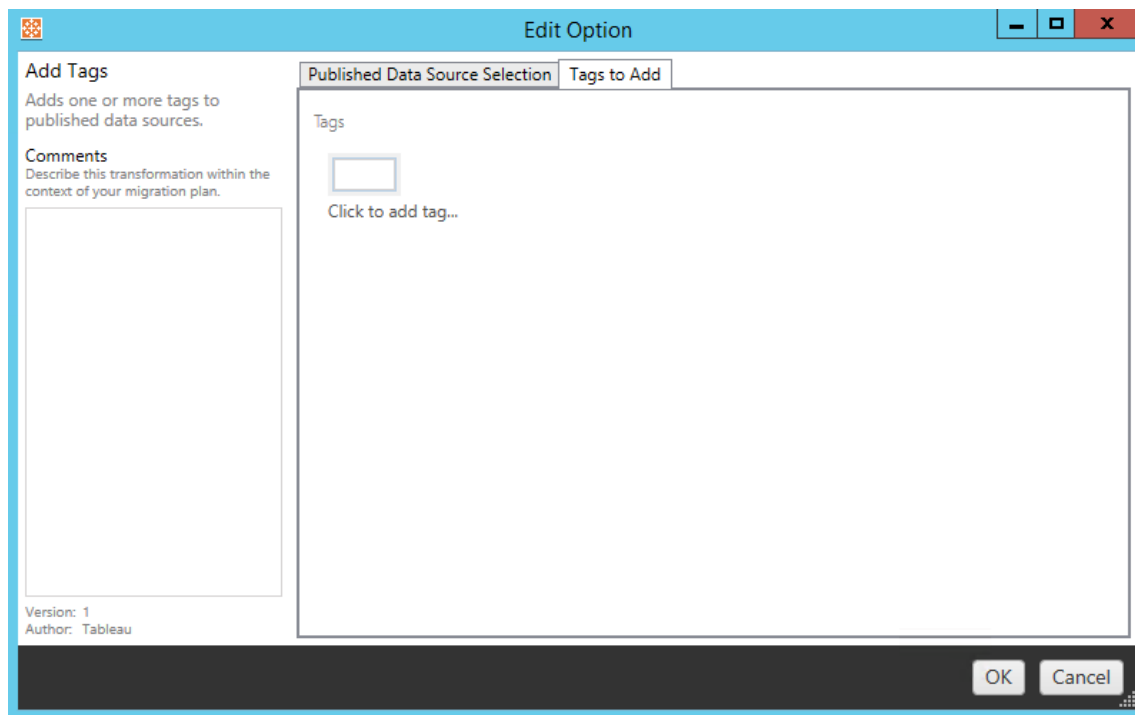 Edit Option
Add Tags
Adds one or more tags to
published data sources.
Comments
Describe this transformation within the
context of your migration plan.
Version: 1
Author: Tableau
Published Data Source Selection
Tags to Add
Tags
Click to add tag...
OK
Cancel